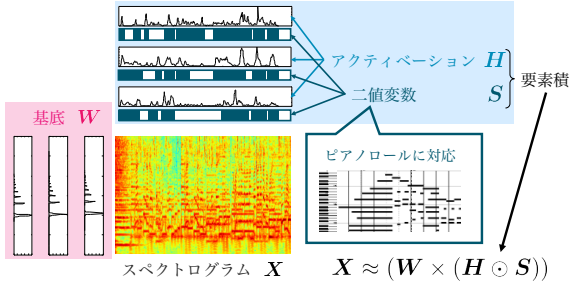 アクティベーション H
二値変数 S
要素積
基底 W
ピアノロールに対応
スペクトログラム X
X ≈ (W × (H ⊙ S))